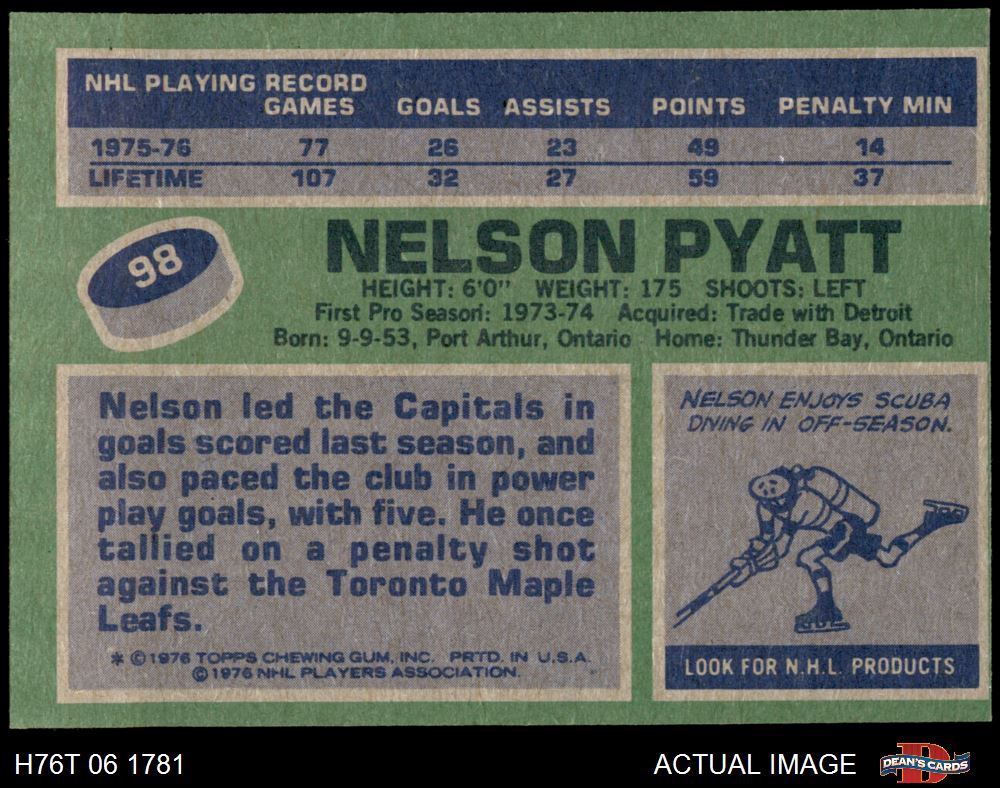 NHL PLAYING RECORD
GAMES GOALS ASSISTS POINTS PENALTY MIN
1975-76 77 26 23 49 14
LIFETIME 107 32 27 59 37
98
NELSON PYATT
HEIGHT: 6'0" WEIGHT: 175 SHOOTS: LEFT
First Pro Season: 1973-74 Acquired: Trade with Detroit
Born: 9-9-53, Port Arthur, Ontario Home: Thunder Bay, Ontario
Nelson led the Capitals in
goals scored last season, and
also paced the club in power
play goals, with five. He once
tallied on a penalty shot
against the Toronto Maple
Leafs.
* © 1976 TOPPS CHEWING GUM, INC. PRTD. IN U.S.A.
© 1976 NHL PLAYERS ASSOCIATION.
NELSON ENJOYS SCUBA
DIVING IN OFF-SEASON.
LOOK FOR N.H.L. PRODUCTS
H76T 06 1781
ACTUAL IMAGE
D
DEAN'S CARDS